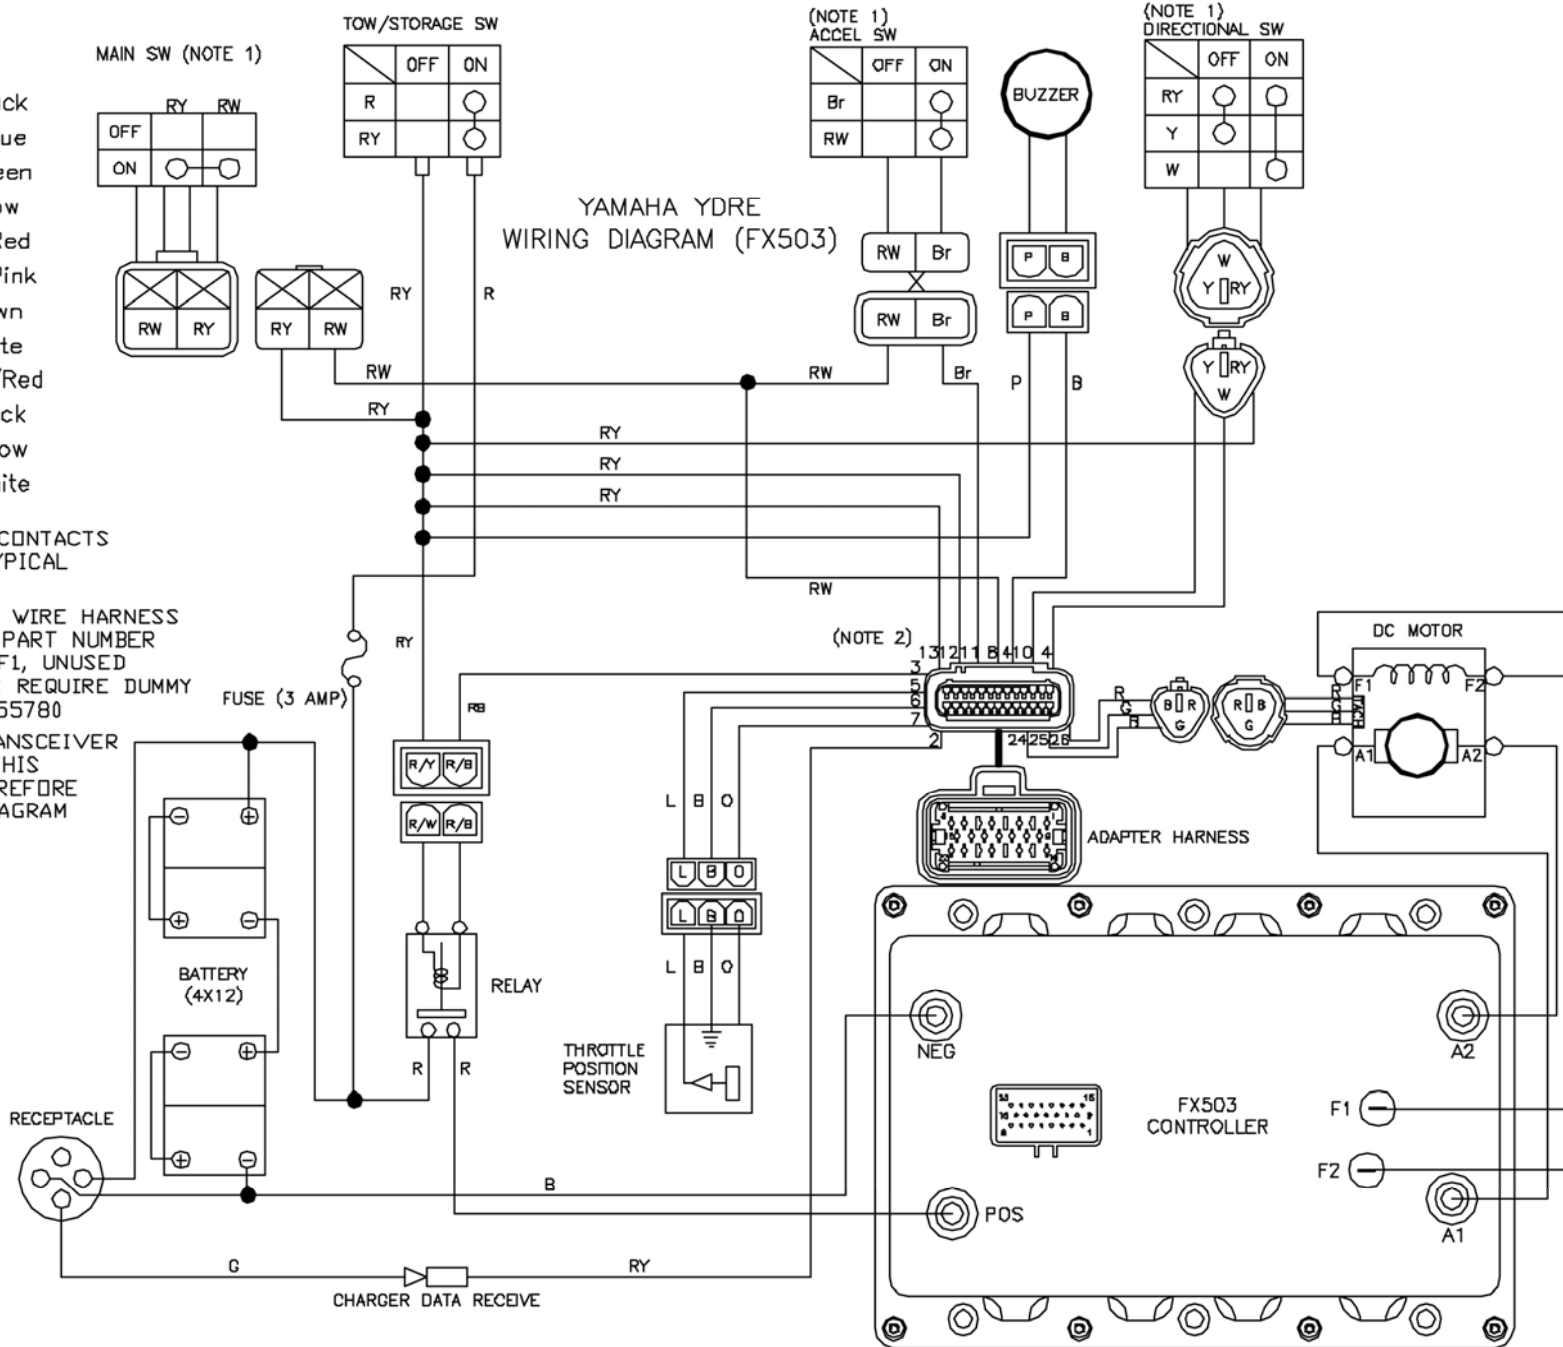 TOW/STORAGE SW
OFF ON
R
RY
MAIN SW (NOTE 1)
RY RW
OFF
ON
(NOTE 1)
ACCEL SW
OFF ON
Br
RW
BUZZER
(NOTE 1)
DIRECTIONAL SW
OFF ON
RY
Y
W
ck
ue
een
ow
Red
Pink
wn
te
/Red
ck
ow
ite
YAMAHA YDRE
WIRING DIAGRAM (FX503)
RW RY
RY RW
RY
R
RW Br
RW Br
P B
P B
W
Y RY
Y RY
W
RW
RY
RW
Br
P
B
RY
RY
RY
RW
CONTACTS
YPICAL
WIRE HARNESS
PART NUMBER
F1, UNUSED
REQUIRE DUMMY
55780
ANSCEIVER
HIS
REFORE
AGRAM
FUSE (3 AMP)
RY
RB
(NOTE 2)
13 12 11 8 4 10 4
3
5
6
7
2
24 25 26
R
G
B
B R
G
R B
G
R
G
B
TACH
DC MOTOR
F1 F2
A1 A2
R/Y R/B
R/W R/B
L B O
L B O
L B O
L B O
ADAPTER HARNESS
BATTERY
(4X12)
RELAY
R R
THROTTLE
POSITION
SENSOR
RECEPTACLE
B
G
RY
CHARGER DATA RECEIVE
NEG
POS
A2
F1
F2
A1
FX503
CONTROLLER